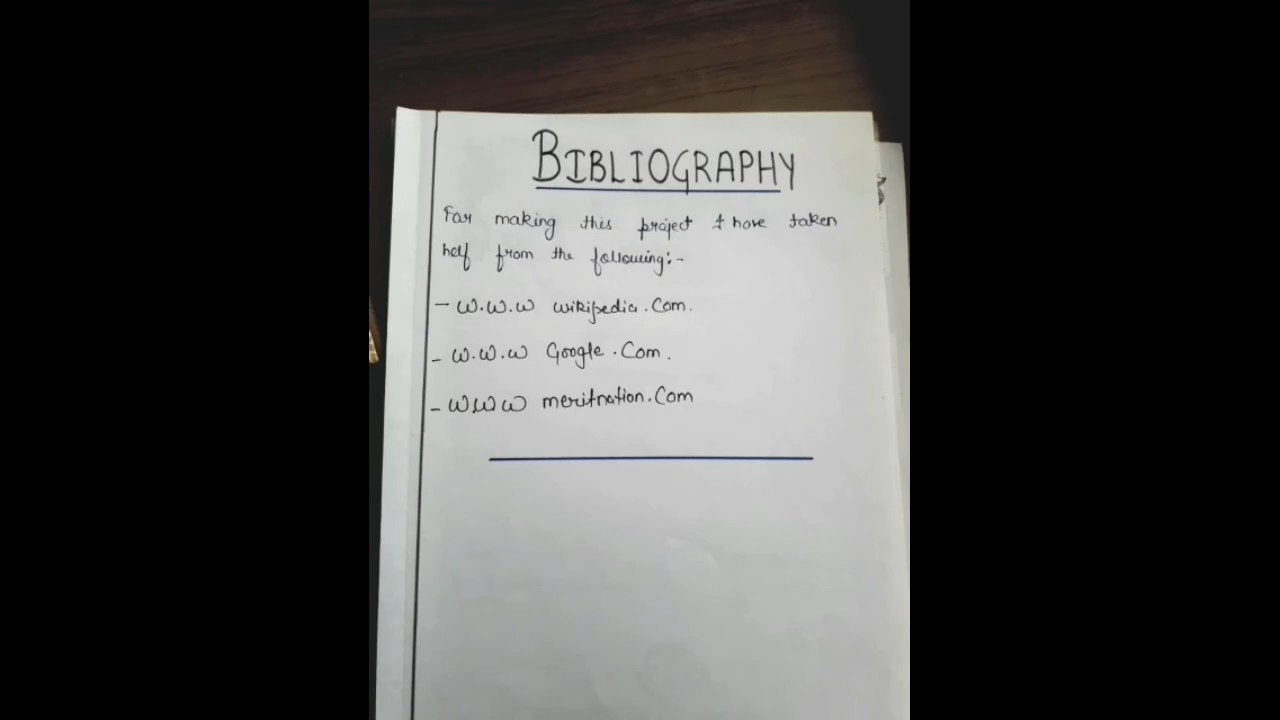 BIBLIOGRAPHY
For making this project I have taken
help from the following:-
- W.W.W wikipedia.Com.
- W.W.W Google.Com.
- WWW meritnation.Com